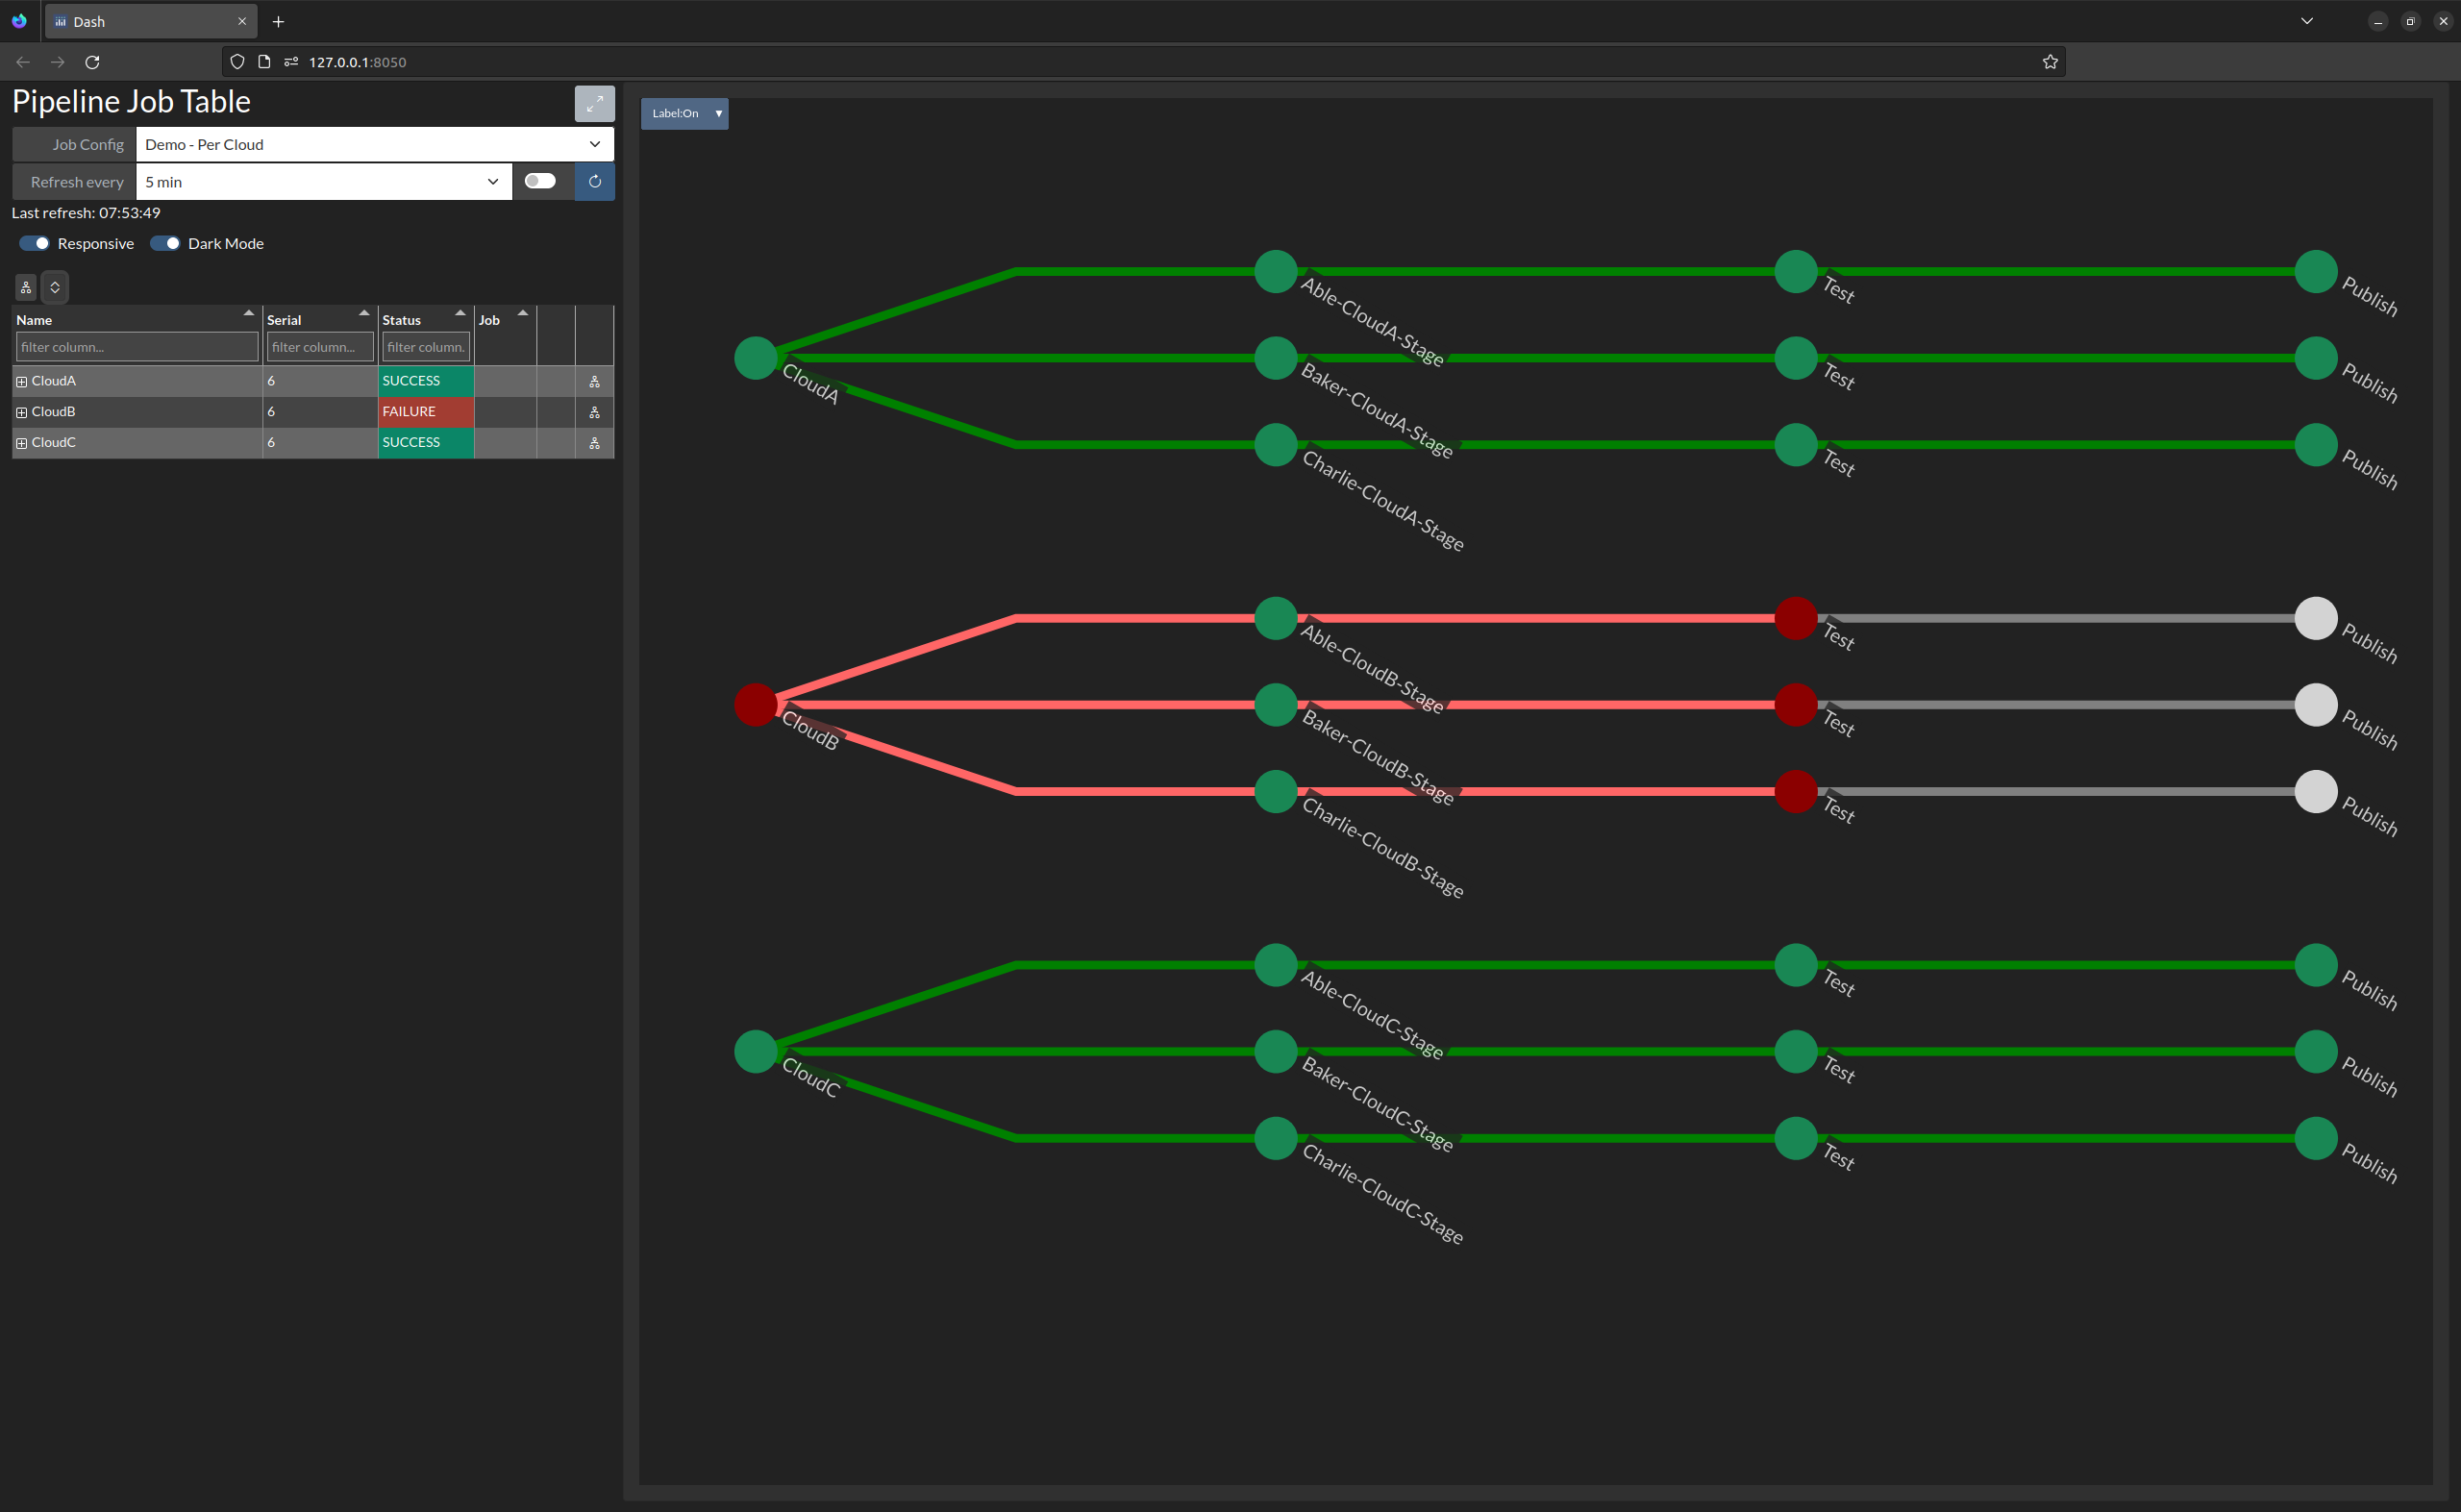 Dash
127.0.0.1:8050
Pipeline Job Table
Job Config
Demo - Per Cloud
Refresh every
5 min
Last refresh: 07:53:49
Responsive
Dark Mode
Name Serial Status Job
filter column... filter column... filter column.
CloudA 6 SUCCESS
CloudB 6 FAILURE
CloudC 6 SUCCESS
Label:On
CloudA
Able-CloudA-Stage
Test
Publish
Baker-CloudA-Stage
Test
Publish
Charlie-CloudA-Stage
Test
Publish
CloudB
Able-CloudB-Stage
Test
Publish
Baker-CloudB-Stage
Test
Publish
Charlie-CloudB-Stage
Test
Publish
CloudC
Able-CloudC-Stage
Test
Publish
Baker-CloudC-Stage
Test
Publish
Charlie-CloudC-Stage
Test
Publish